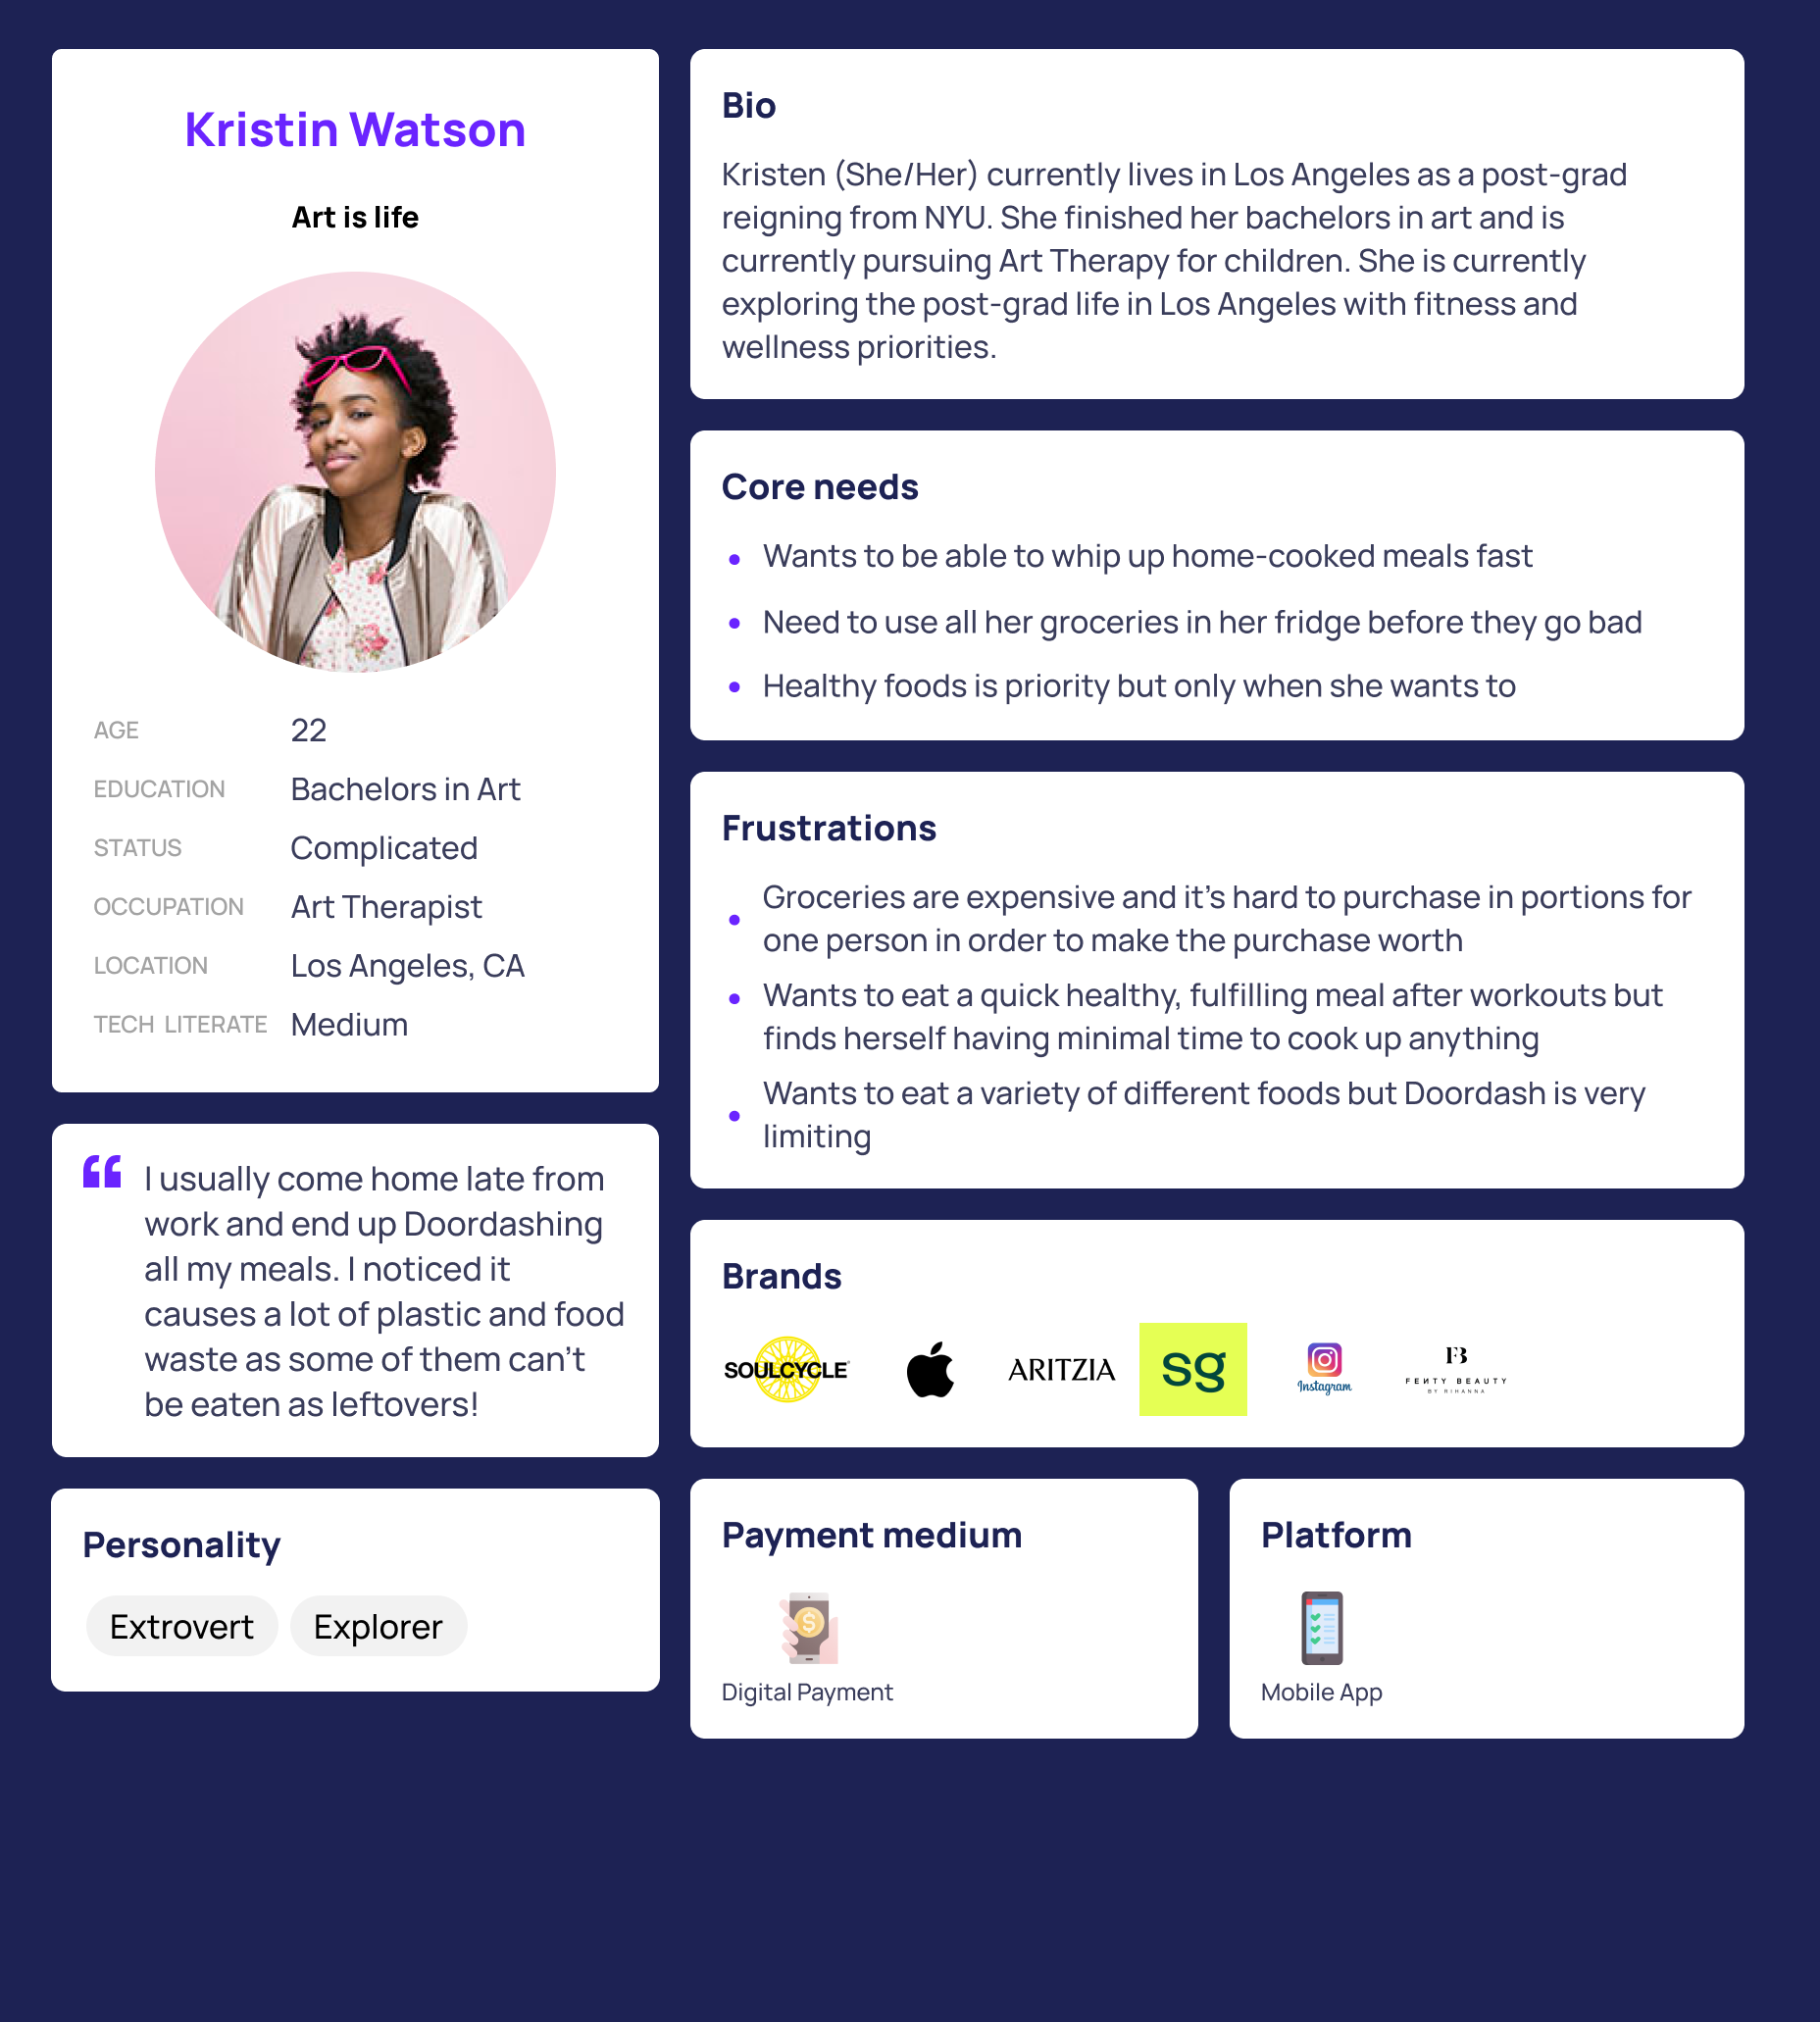 Kristin Watson
Art is life
AGE 22
EDUCATION Bachelors in Art
STATUS Complicated
OCCUPATION Art Therapist
LOCATION Los Angeles, CA
TECH LITERATE Medium
I usually come home late from
work and end up Doordashing
all my meals. I noticed it
causes a lot of plastic and food
waste as some of them can’t
be eaten as leftovers!
Personality
Extrovert Explorer
Bio
Kristen (She/Her) currently lives in Los Angeles as a post-grad
reigning from NYU. She finished her bachelors in art and is
currently pursuing Art Therapy for children. She is currently
exploring the post-grad life in Los Angeles with fitness and
wellness priorities.
Core needs
• Wants to be able to whip up home-cooked meals fast
• Need to use all her groceries in her fridge before they go bad
• Healthy foods is priority but only when she wants to
Frustrations
• Groceries are expensive and it’s hard to purchase in portions for
one person in order to make the purchase worth
• Wants to eat a quick healthy, fulfilling meal after workouts but
finds herself having minimal time to cook up anything
• Wants to eat a variety of different foods but Doordash is very
limiting
Brands
SOULCYCLE
ARITZIA
sg
Instagram
FB
FENTY BEAUTY
BY RIHANNA
Payment medium
Digital Payment
Platform
Mobile App